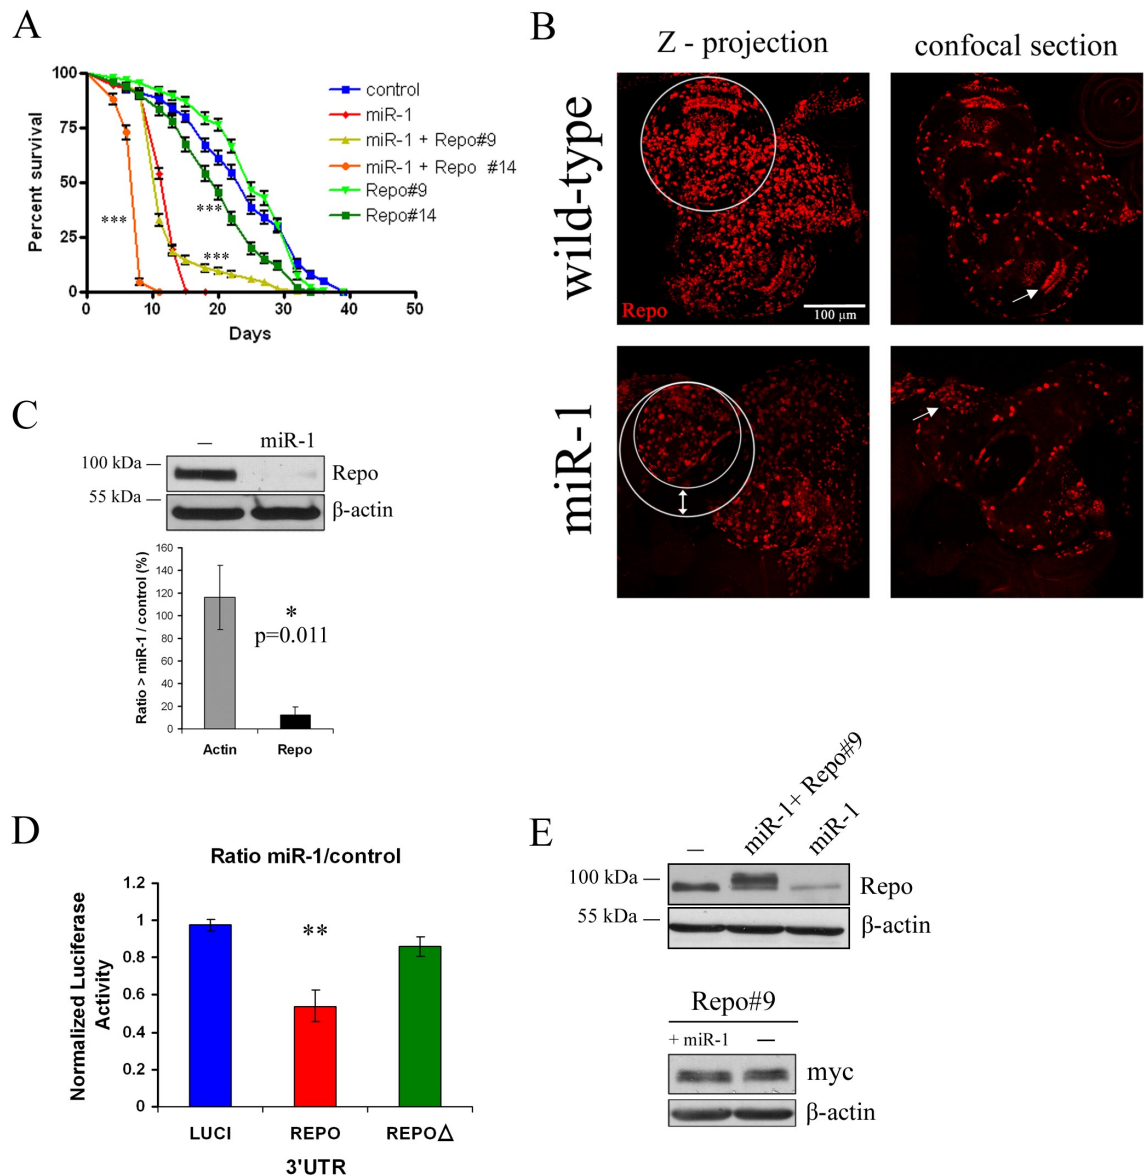 A
100
75
50
25
0
0
10
20
30
40
50
Percent survival
Days
control
miR-1
miR-1 + Repo#9
miR-1 + Repo #14
Repo#9
Repo#14
***
***
***
B
Z - projection
confocal section
wild-type
Repo
100 μm
miR-1
C
— miR-1
100 kDa —
Repo
55 kDa —
β-actin
Ratio > miR-1 / control (%)
160
140
120
100
80
60
40
20
0
*
p=0.011
Actin
Repo
D
Ratio miR-1/control
Normalized Luciferase
Activity
1.2
1
0.8
0.6
0.4
0.2
0
**
LUCI
REPO
REPOΔ
3'UTR
E
—
miR-1+ Repo#9
miR-1
100 kDa —
Repo
55 kDa —
β-actin
Repo#9
+ miR-1 —
myc
β-actin